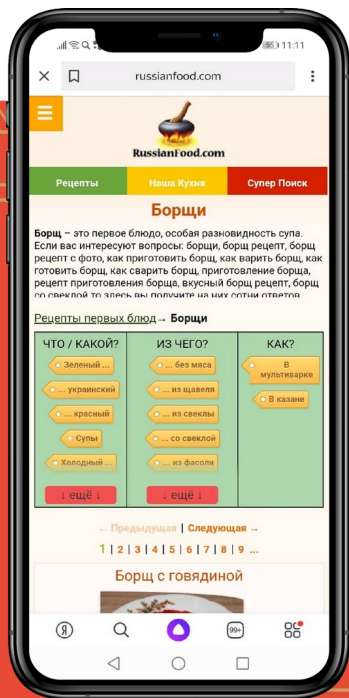 55 11:11
russianfood.com
RussianFood.com
Рецепты Наша Кухня Супер Поиск
Борщи
Борщ – это первое блюдо, особая разновидность супа.
Если вас интересуют вопросы: борщи, борщ рецепт, борщ
рецепт с фото, как приготовить борщ, как варить борщ, как
готовить борщ, как сварить борщ, приготовление борща,
рецепт приготовления борща, вкусный борщ рецепт, борщ
со свеклой то здесь вы получите на них сотни ответов
Рецепты первых блюд → Борщи
ЧТО / КАКОЙ? ИЗ ЧЕГО? КАК?
Зеленый ... ... без мяса В мультиварке
... украинский ... из щавеля В казане
... красный ... из свеклы
+ Супы ... со свеклой
Холодный ... ... из фасоли
↓ ещё ↓ ↓ ещё ↓
← Предыдущая | Следующая →
1 | 2 | 3 | 4 | 5 | 6 | 7 | 8 | 9 ...
Борщ с говядиной
Я 99+